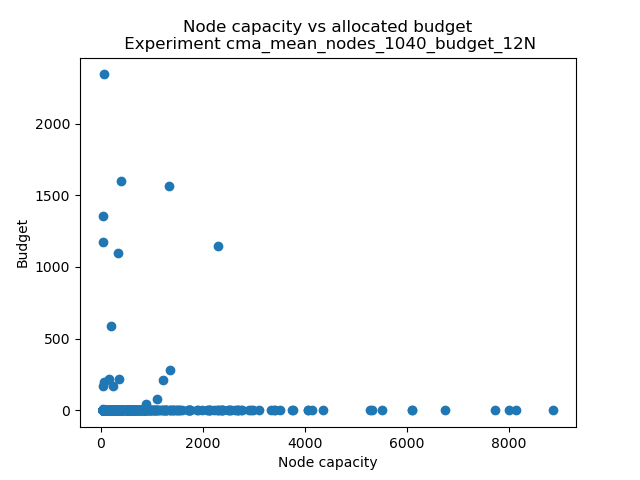 Node capacity vs allocated budget
Experiment cma_mean_nodes_1040_budget_12N
2000
1500
1000
500
0
Budget
0 2000 4000 6000 8000
Node capacity